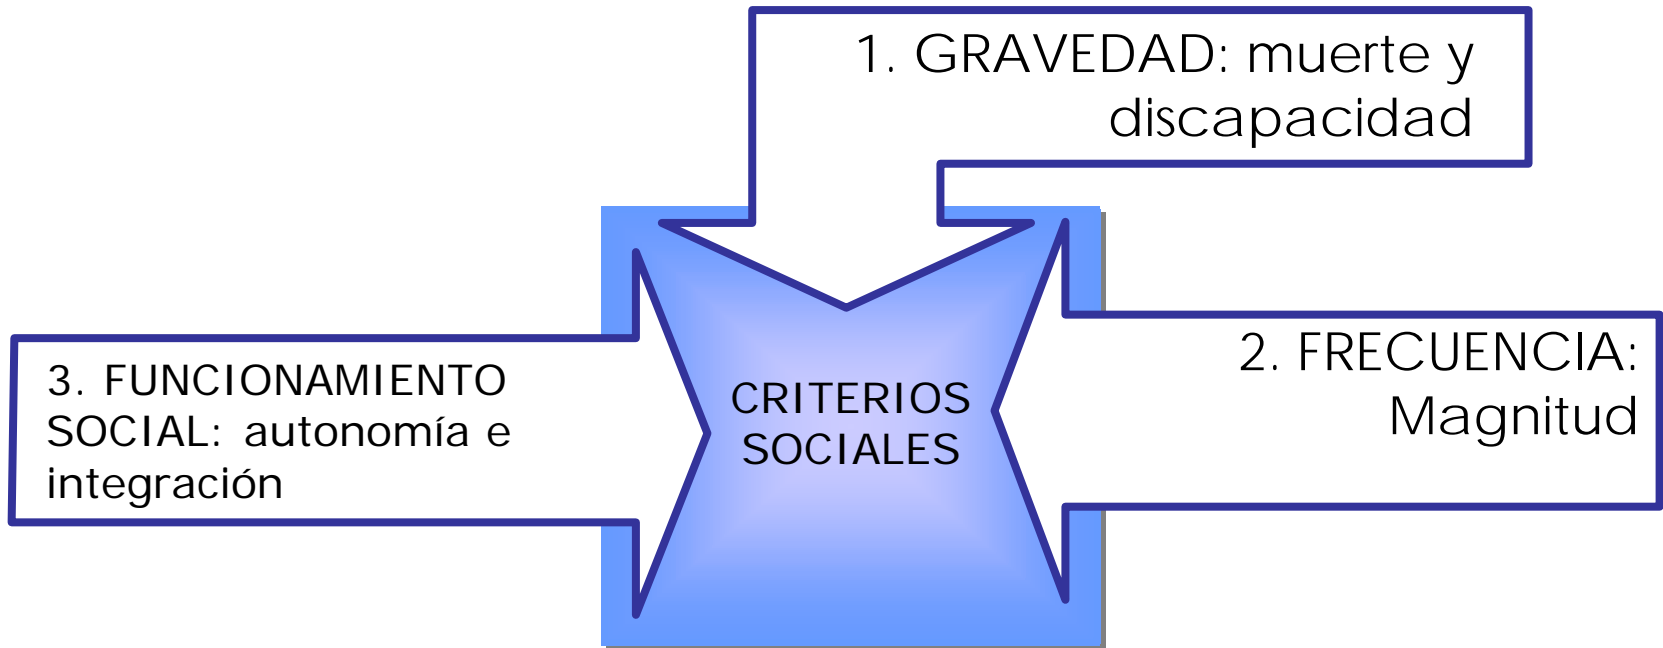 1. GRAVEDAD: muerte y
discapacidad
2. FRECUENCIA:
Magnitud
3. FUNCIONAMIENTO
SOCIAL: autonomía e
integración
CRITERIOS
SOCIALES